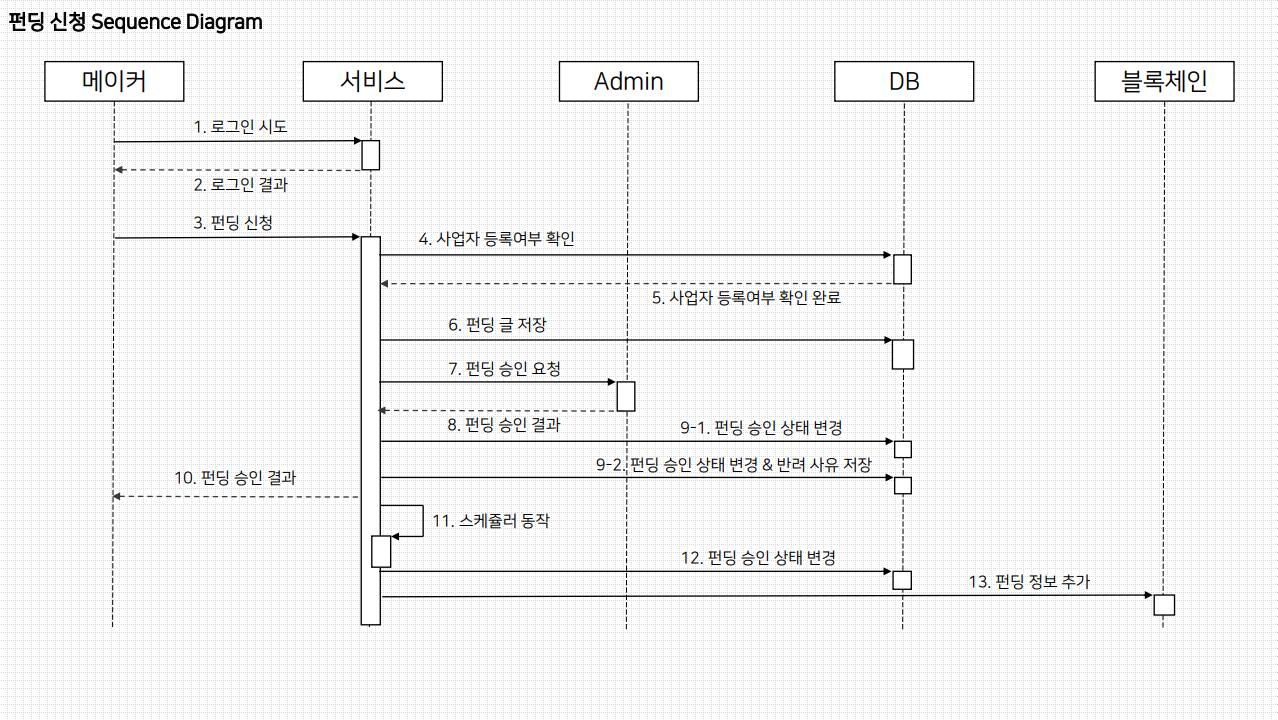 펀딩 신청 Sequence Diagram
메이커
서비스
Admin
DB
블록체인
1. 로그인 시도
2. 로그인 결과
3. 펀딩 신청
4. 사업자 등록여부 확인
5. 사업자 등록여부 확인 완료
6. 펀딩 글 저장
7. 펀딩 승인 요청
8. 펀딩 승인 결과
9-1. 펀딩 승인 상태 변경
9-2. 펀딩 승인 상태 변경 & 반려 사유 저장
10. 펀딩 승인 결과
11. 스케쥴러 동작
12. 펀딩 승인 상태 변경
13. 펀딩 정보 추가